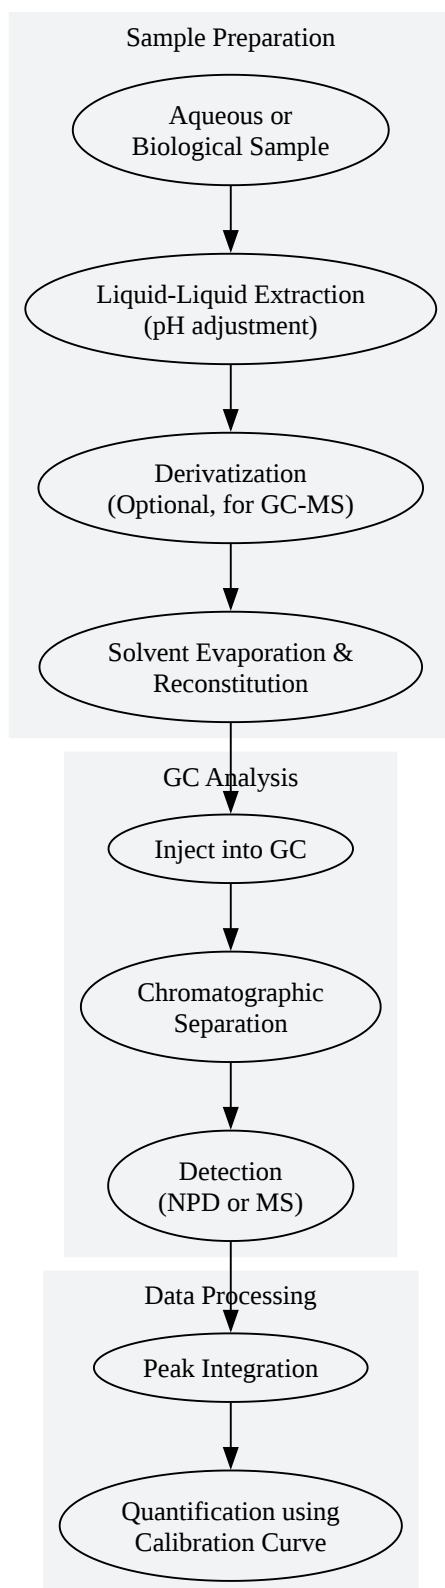 Sample Preparation
Aqueous or
Biological Sample
Liquid-Liquid Extraction
(pH adjustment)
Derivatization
(Optional, for GC-MS)
Solvent Evaporation &
Reconstitution
GC Analysis
Inject into GC
Chromatographic
Separation
Detection
(NPD or MS)
Data Processing
Peak Integration
Quantification using
Calibration Curve